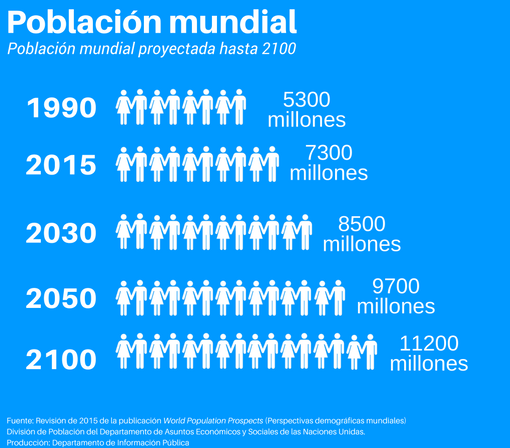 Población mundial
Población mundial proyectada hasta 2100
1990
5300
millones
2015
7300
millones
2030
8500
millones
2050
9700
millones
2100
11200
millones
Fuente: Revisión de 2015 de la publicación World Population Prospects (Perspectivas demográficas mundiales)
División de Población del Departamento de Asuntos Económicos y Sociales de las Naciones Unidas.
Producción: Departamento de Información Pública